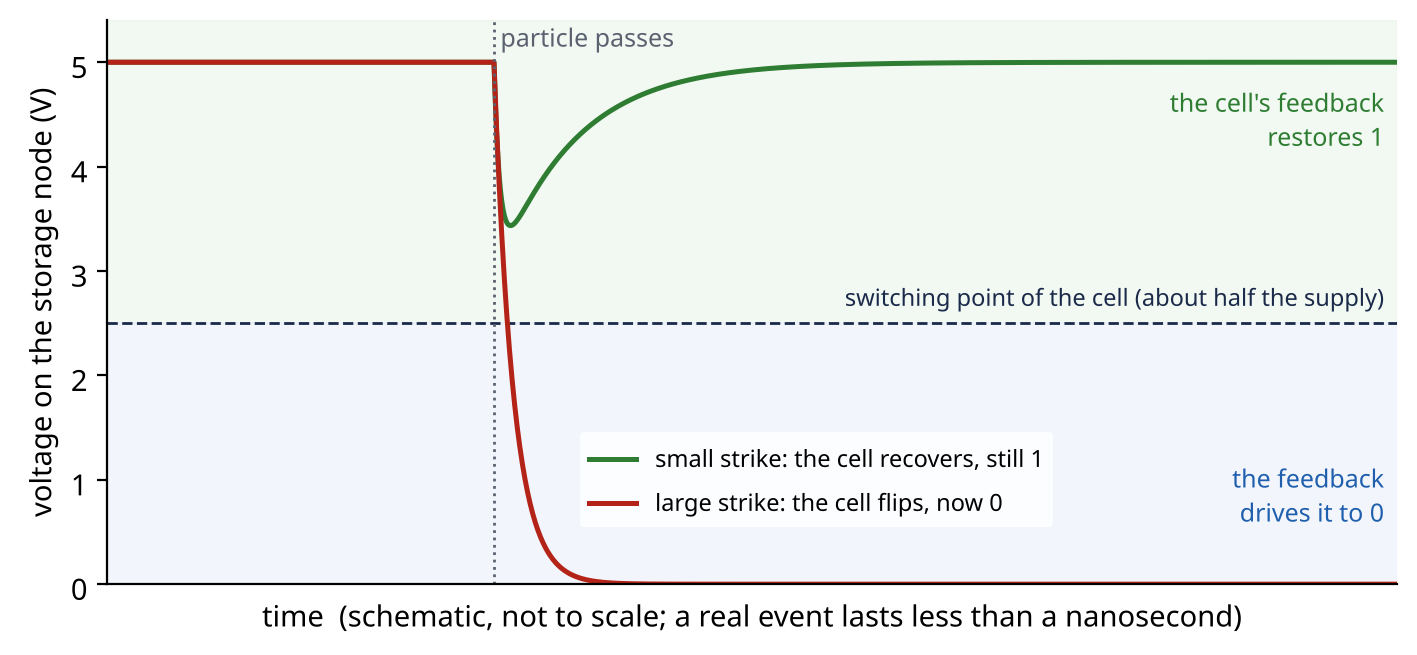 particle passes
5
4
3
2
1
0
voltage on the storage node (V)
the cell's feedback
restores 1
switching point of the cell (about half the supply)
small strike: the cell recovers, still 1
large strike: the cell flips, now 0
the feedback
drives it to 0
time (schematic, not to scale; a real event lasts less than a nanosecond)